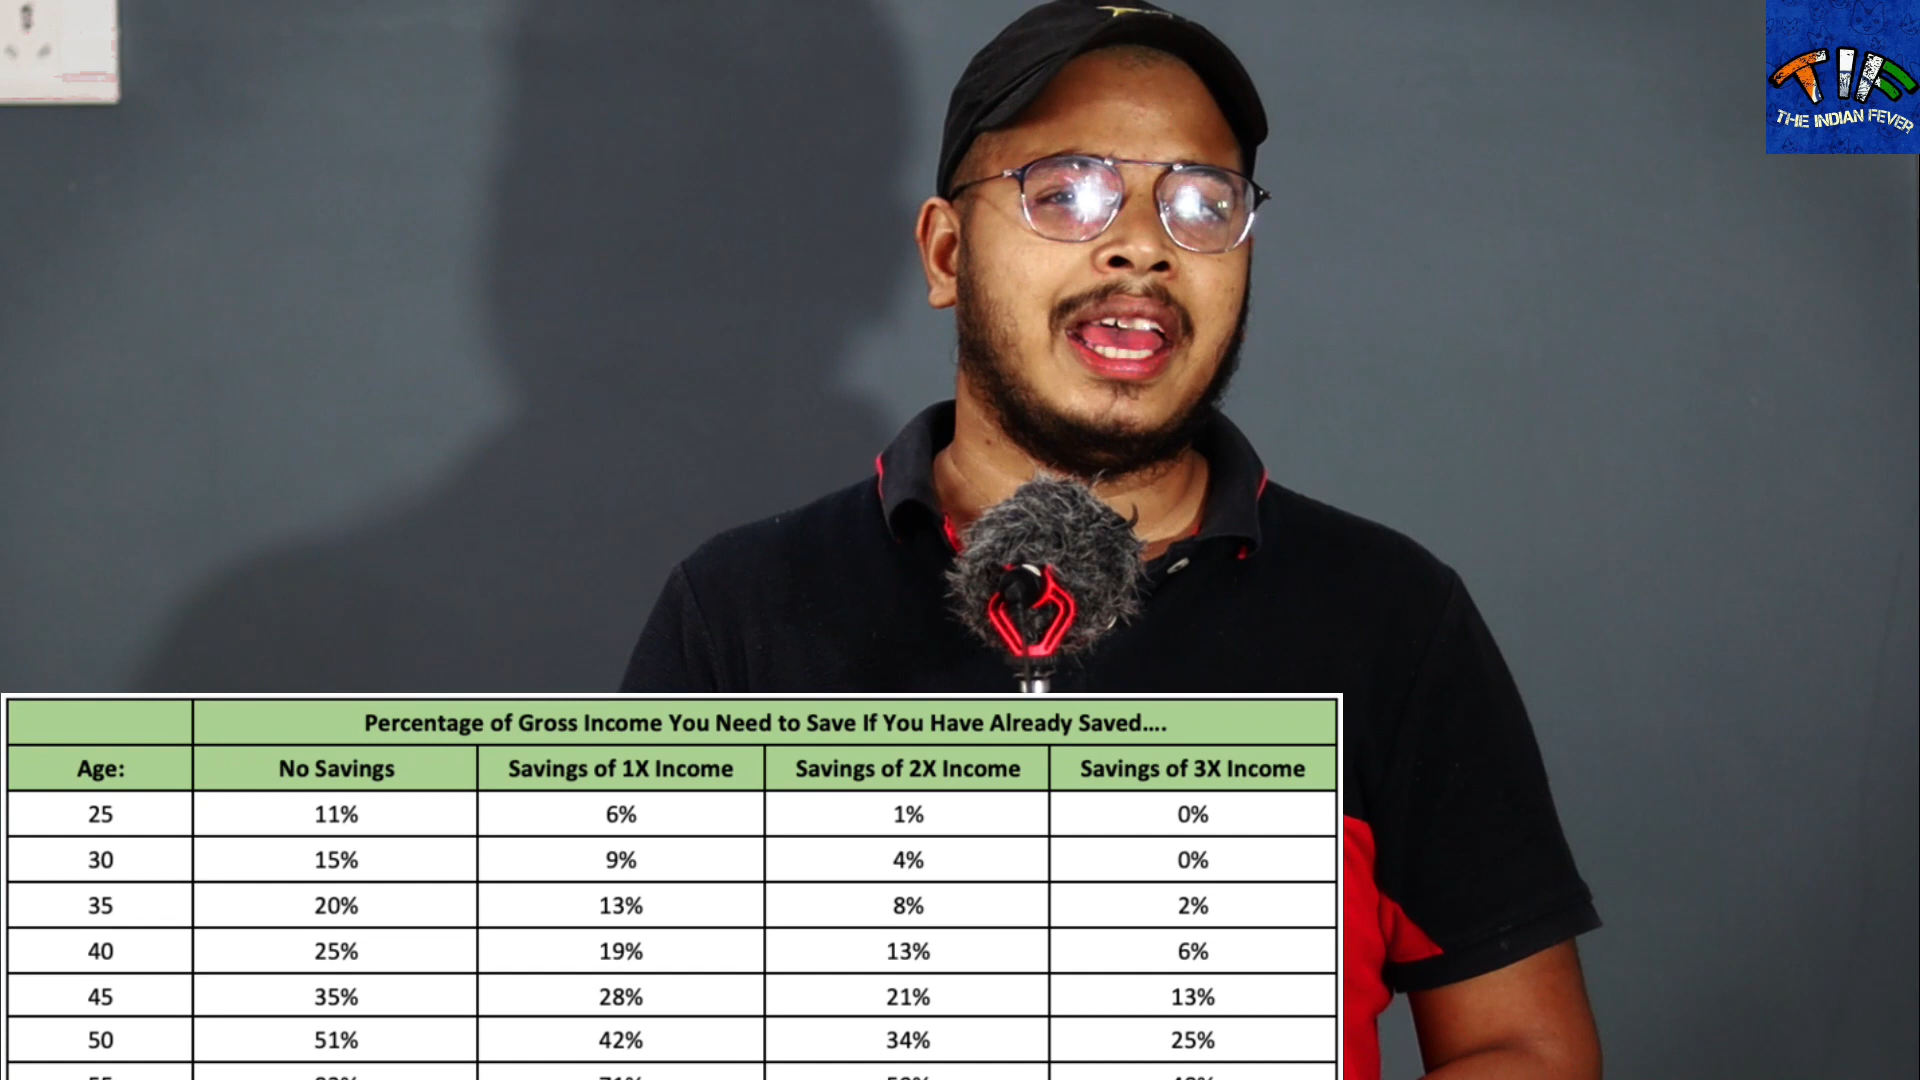 TIF
THE INDIAN FEVER
Percentage of Gross Income You Need to Save If You Have Already Saved....
Age: No Savings Savings of 1X Income Savings of 2X Income Savings of 3X Income
25 11% 6% 1% 0%
30 15% 9% 4% 0%
35 20% 13% 8% 2%
40 25% 19% 13% 6%
45 35% 28% 21% 13%
50 51% 42% 34% 25%